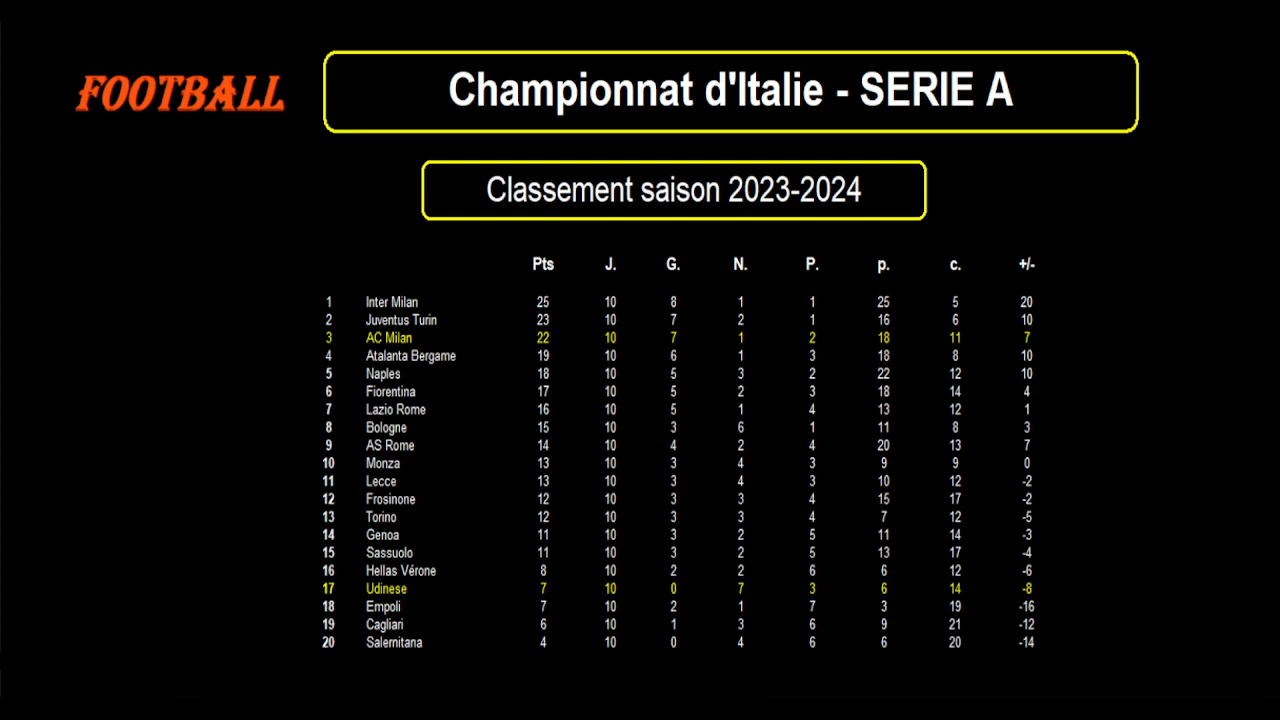 FOOTBALL
Championnat d'Italie - SERIE A
Classement saison 2023-2024
Pts J. G. N. P. p. c. +/-
1 Inter Milan 25 10 8 1 1 25 5 20
2 Juventus Turin 23 10 7 2 1 16 6 10
3 AC Milan 22 10 7 1 2 18 11 7
4 Atalanta Bergame 19 10 6 1 3 18 8 10
5 Naples 18 10 5 3 2 22 12 10
6 Fiorentina 17 10 5 2 3 18 14 4
7 Lazio Rome 16 10 5 1 4 13 12 1
8 Bologne 15 10 3 6 1 11 8 3
9 AS Rome 14 10 4 2 4 20 13 7
10 Monza 13 10 3 4 3 9 9 0
11 Lecce 13 10 3 4 3 10 12 -2
12 Frosinone 12 10 3 3 4 15 17 -2
13 Torino 12 10 3 3 4 7 12 -5
14 Genoa 11 10 3 2 5 11 14 -3
15 Sassuolo 11 10 3 2 5 13 17 -4
16 Hellas Vérone 8 10 2 2 6 6 12 -6
17 Udinese 7 10 0 7 3 6 14 -8
18 Empoli 7 10 2 1 7 3 19 -16
19 Cagliari 6 10 1 3 6 9 21 -12
20 Salernitana 4 10 0 4 6 6 20 -14